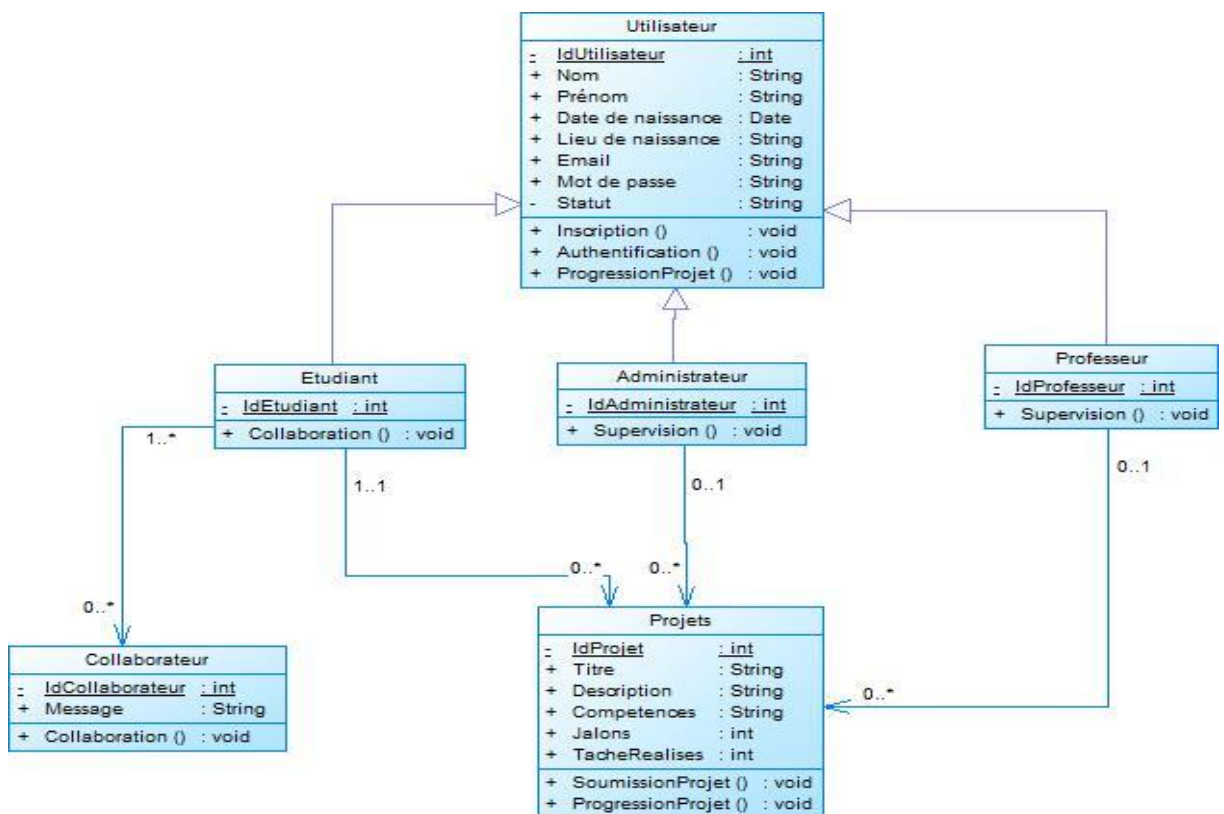 Utilisateur
- IdUtilisateur : int
+ Nom : String
+ Prénom : String
+ Date de naissance : Date
+ Lieu de naissance : String
+ Email : String
+ Mot de passe : String
- Statut : String
+ Inscription () : void
+ Authentification () : void
+ ProgressionProjet () : void
Etudiant
- IdEtudiant : int
+ Collaboration () : void
Administrateur
- IdAdministrateur : int
+ Supervision () : void
Professeur
- IdProfesseur : int
+ Supervision () : void
1..*
1..1
0..1
0..1
0..*
0..*
0..*
0..*
Collaborateur
- IdCollaborateur : int
+ Message : String
+ Collaboration () : void
Projets
- IdProjet : int
+ Titre : String
+ Description : String
+ Competences : String
+ Jalons : int
+ TacheRealises : int
+ SoumissionProjet () : void
+ ProgressionProjet () : void